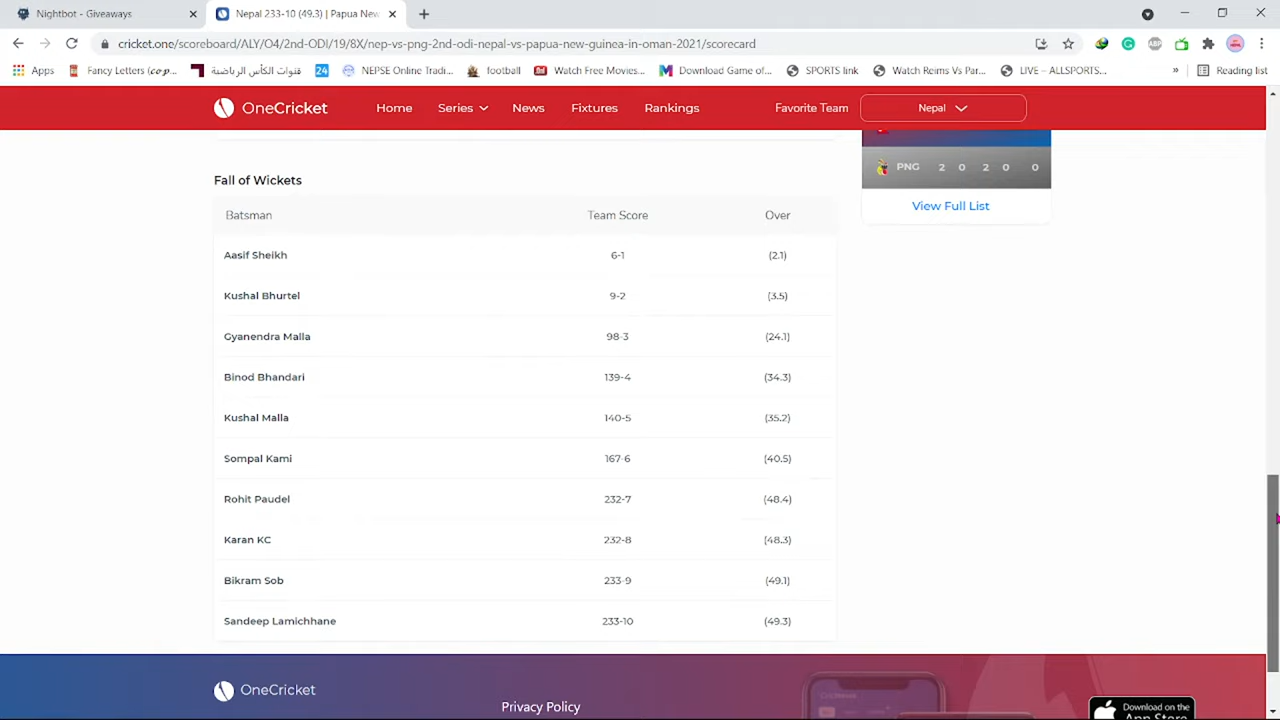 Nightbot - Giveaways
Nepal 233-10 (49.3) | Papua New
cricket.one/scoreboard/ALY/O4/2nd-ODI/19/8X/nep-vs-png-2nd-odi-nepal-vs-papua-new-guinea-in-oman-2021/scorecard
Apps Fancy Letters (𝓬𝓸𝓹... قنوات الكأس الرياضية 24 NEPSE Online Tradi... football Watch Free Movies... Download Game of... SPORTS link Watch Reims Vs Par... LIVE – ALLSPORTS... » Reading list
OneCricket Home Series News Fixtures Rankings Favorite Team Nepal
PNG 2 0 2 0 0
View Full List
Fall of Wickets
Batsman Team Score Over
Aasif Sheikh 6-1 (2.1)
Kushal Bhurtel 9-2 (3.5)
Gyanendra Malla 98-3 (24.1)
Binod Bhandari 139-4 (34.3)
Kushal Malla 140-5 (35.2)
Sompal Kami 167-6 (40.5)
Rohit Paudel 232-7 (48.4)
Karan KC 232-8 (48.3)
Bikram Sob 233-9 (49.1)
Sandeep Lamichhane 233-10 (49.3)
OneCricket
Privacy Policy
Download on the
App Store